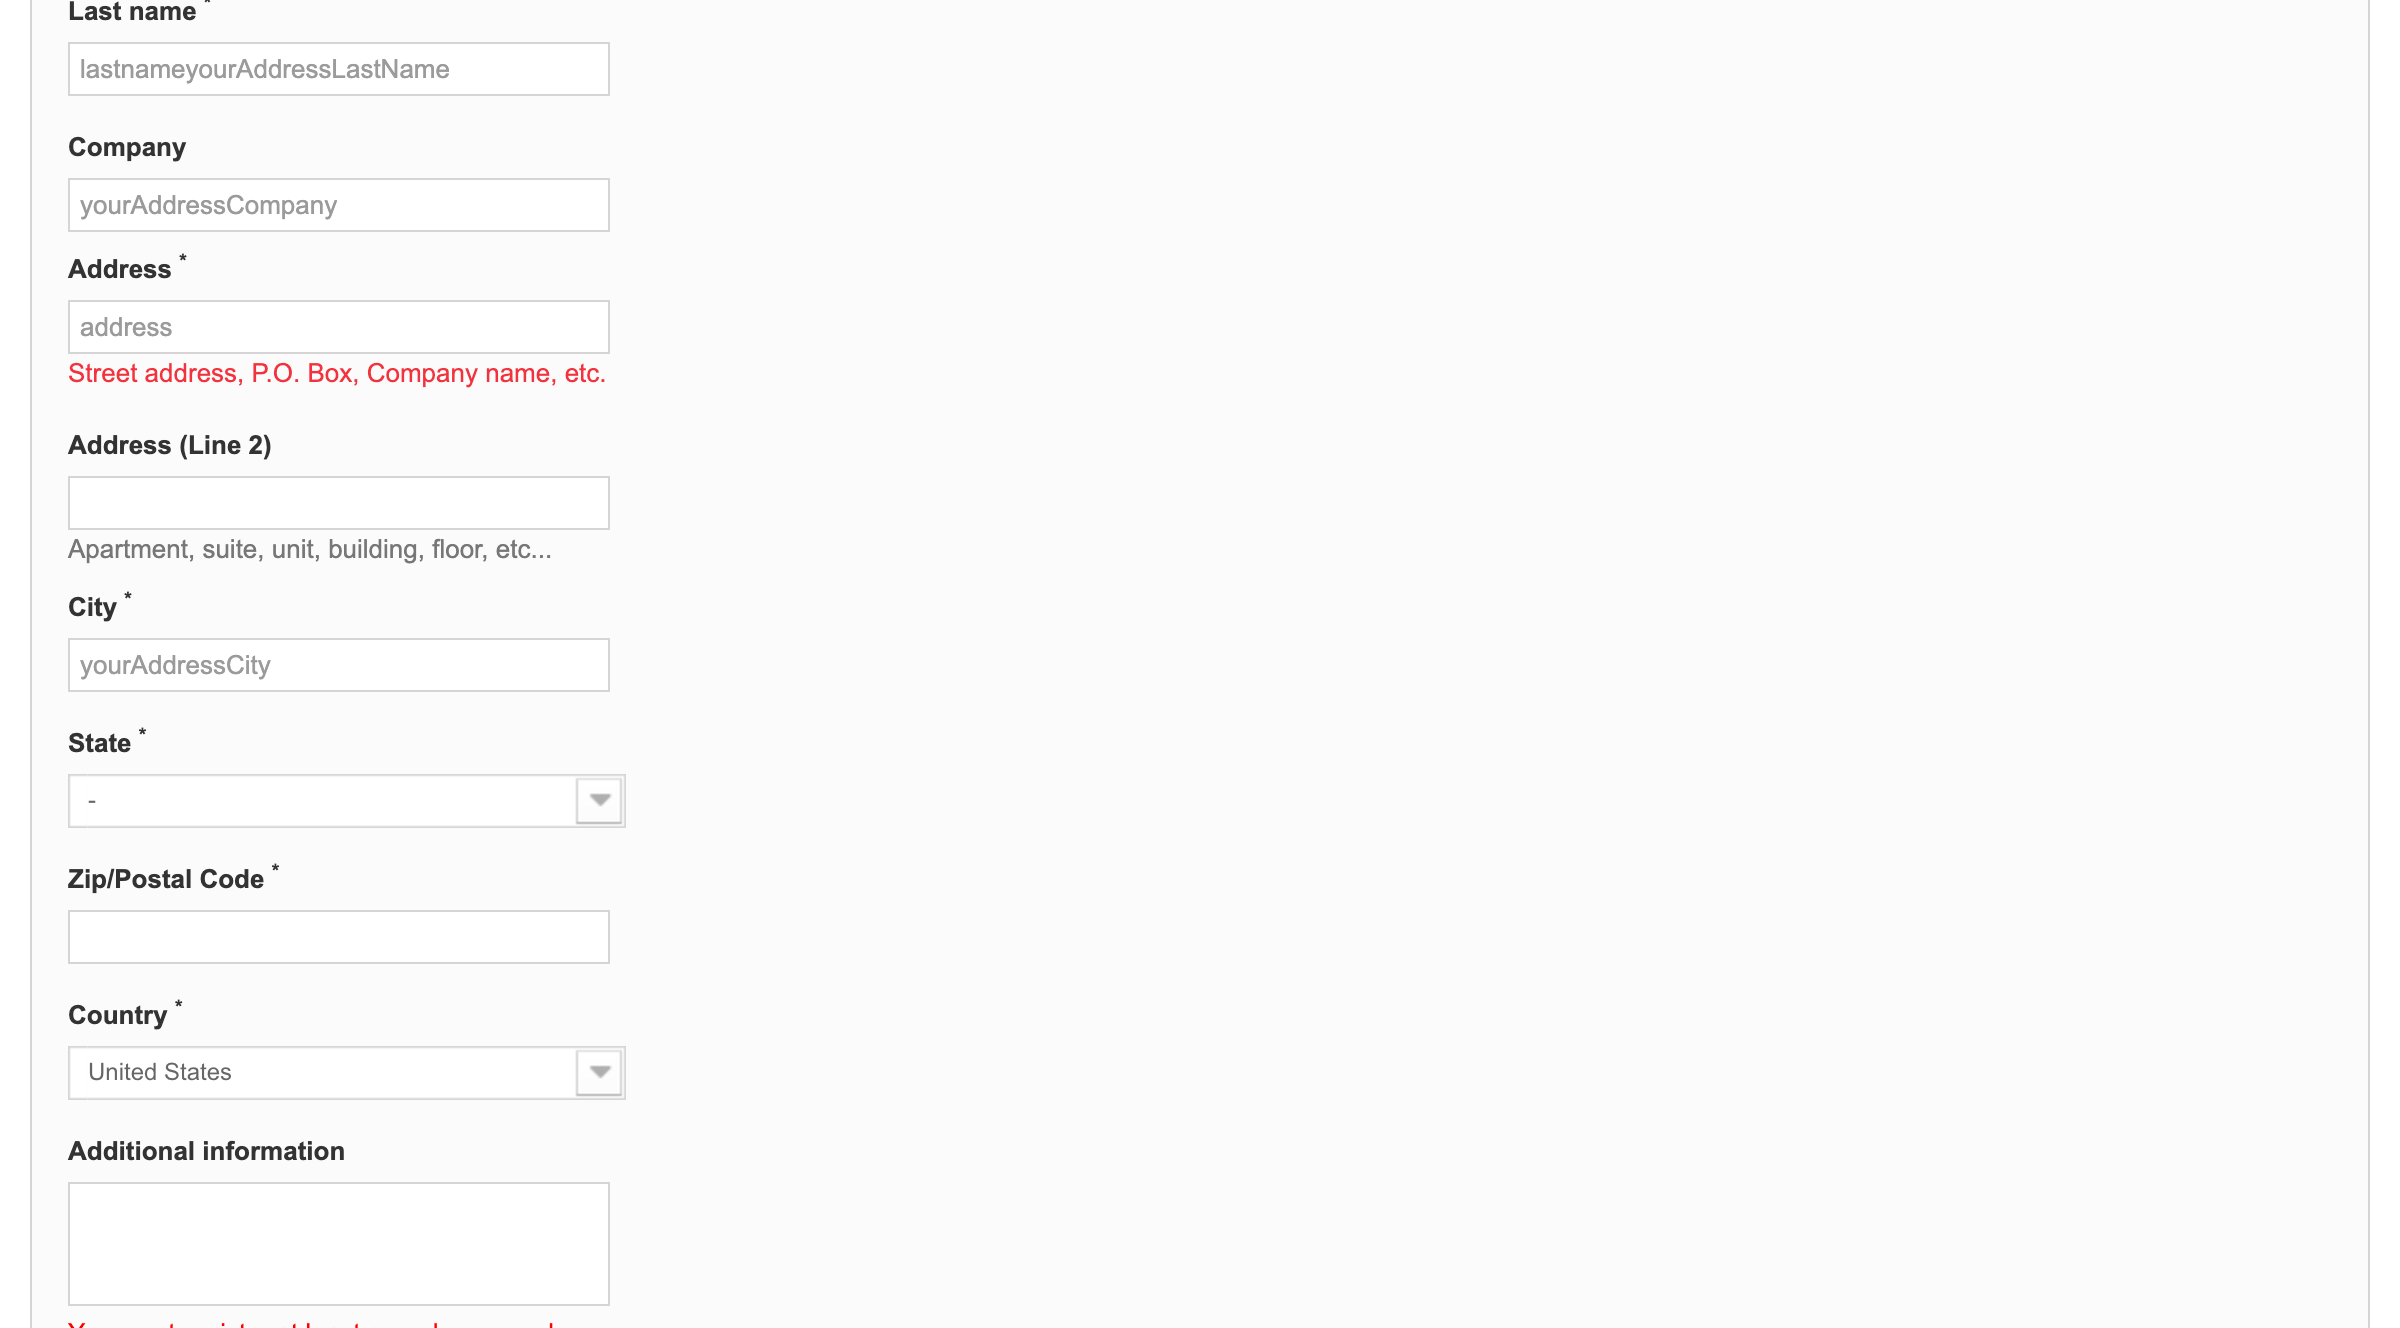 Last name *
lastnameyourAddressLastName
Company
yourAddressCompany
Address *
address
Street address, P.O. Box, Company name, etc.
Address (Line 2)
Apartment, suite, unit, building, floor, etc...
City *
yourAddressCity
State *
-
Zip/Postal Code *
Country *
United States
Additional information